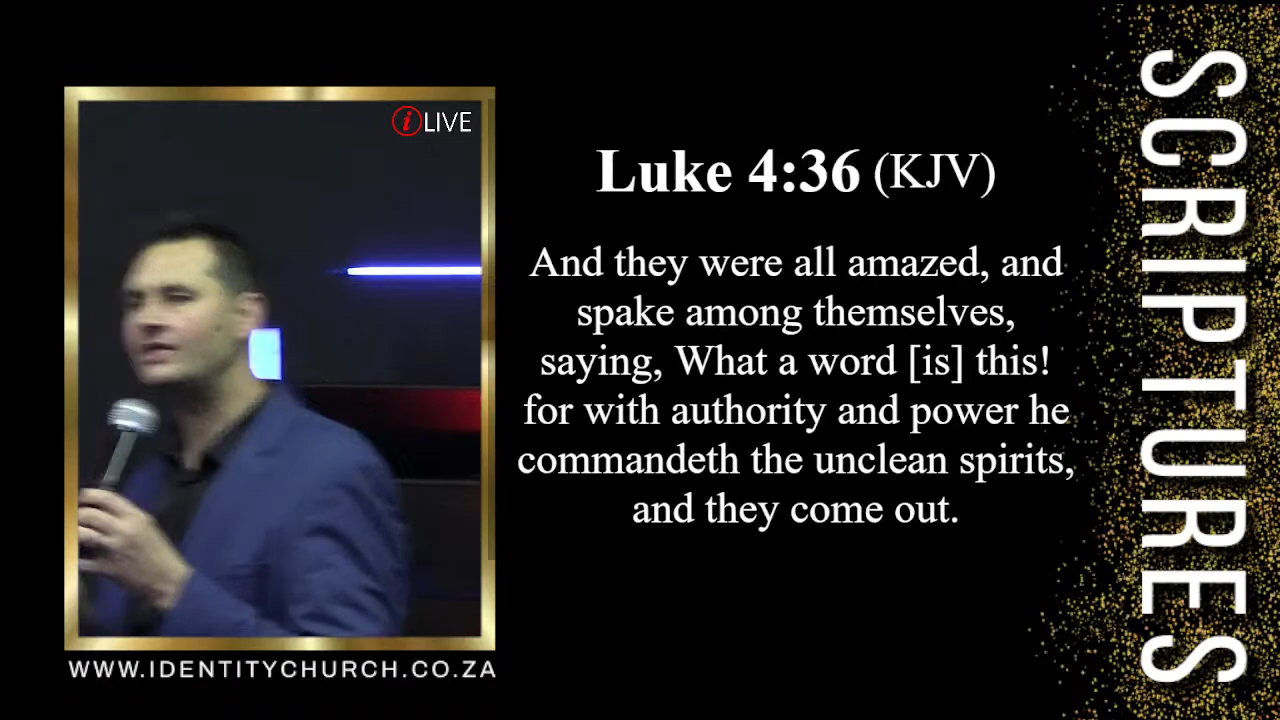 i LIVE
Luke 4:36 (KJV)
And they were all amazed, and
spake among themselves,
saying, What a word [is] this!
for with authority and power he
commandeth the unclean spirits,
and they come out.
WWW.IDENTITYCHURCH.CO.ZA
SCRIPTURES